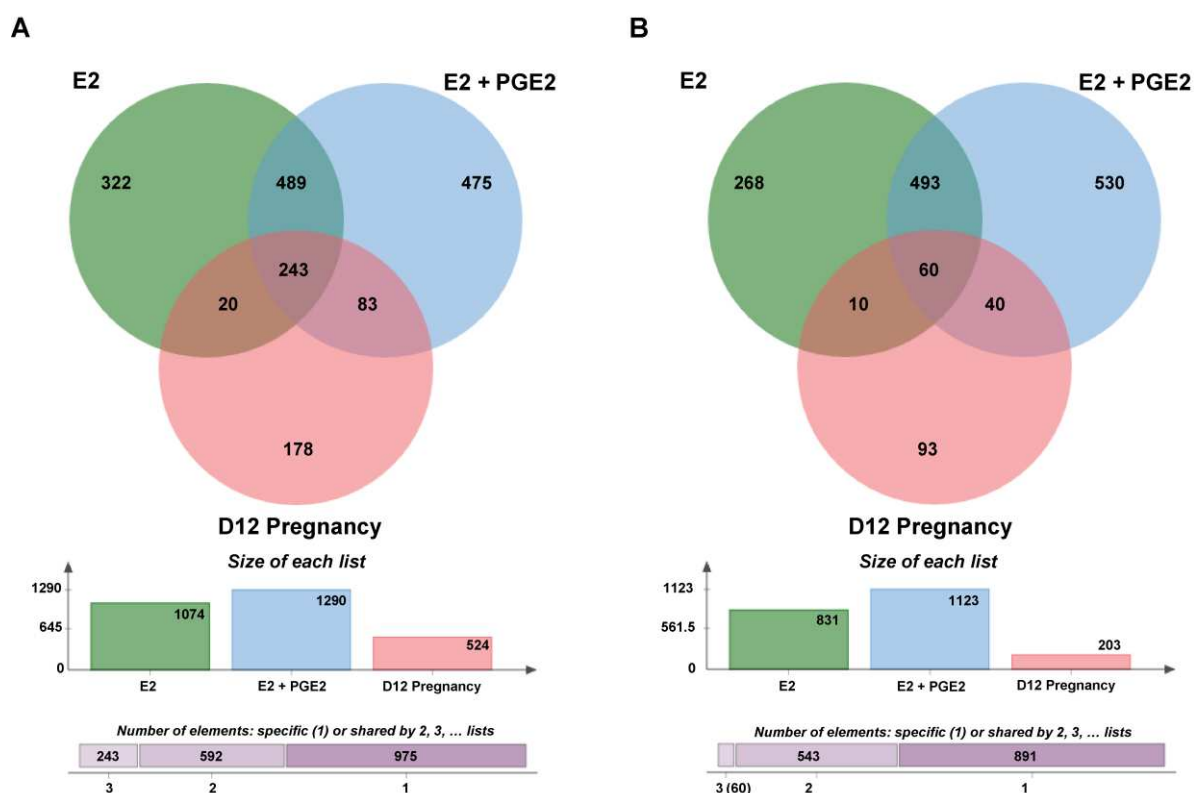 A
E2
E2 + PGE2
322
489
475
243
20
83
178
D12 Pregnancy
Size of each list
1290
645
0
1074
1290
524
E2
E2 + PGE2
D12 Pregnancy
Number of elements: specific (1) or shared by 2, 3, ... lists
243
592
975
3
2
1
B
E2
E2 + PGE2
268
493
530
60
10
40
93
D12 Pregnancy
Size of each list
1123
561.5
0
831
1123
203
E2
E2 + PGE2
D12 Pregnancy
Number of elements: specific (1) or shared by 2, 3, ... lists
543
891
3 (60)
2
1